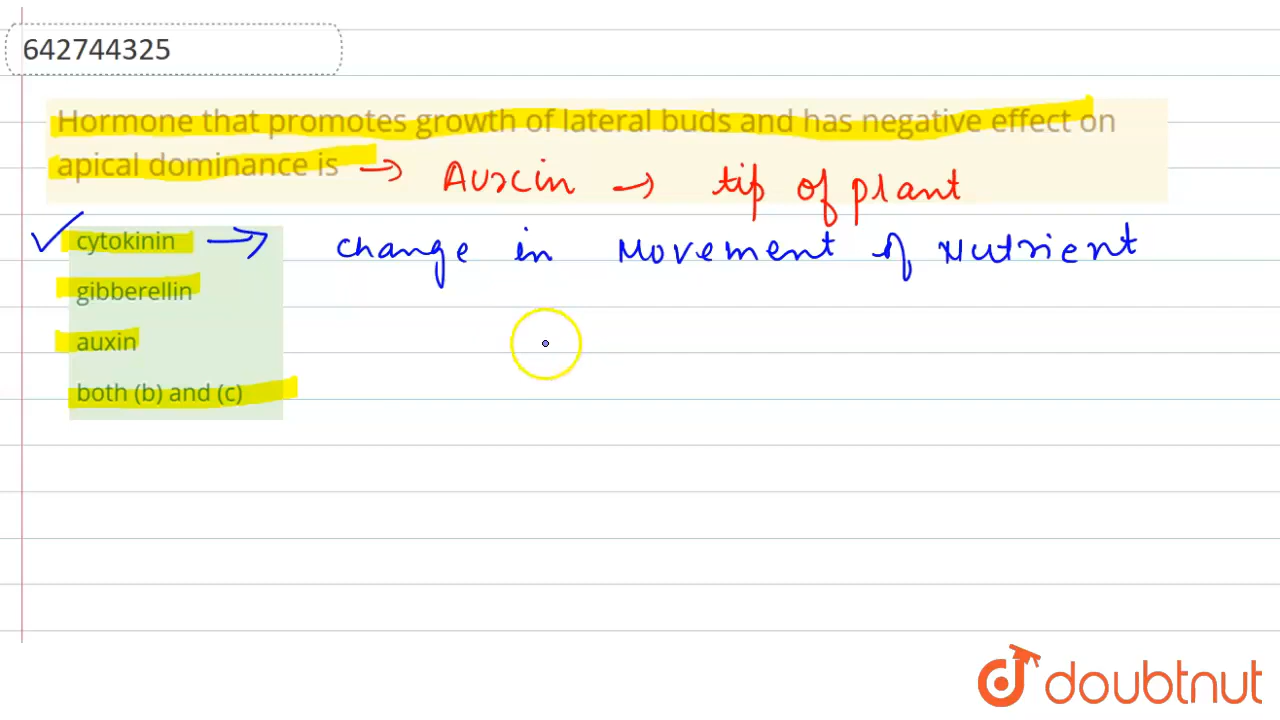 642744325
Hormone that promotes growth of lateral buds and has negative effect on
apical dominance is → Auxcin → tip of plant
cytokinin → change in movement of Nutrient
gibberellin
auxin
both (b) and (c)
doubtnut